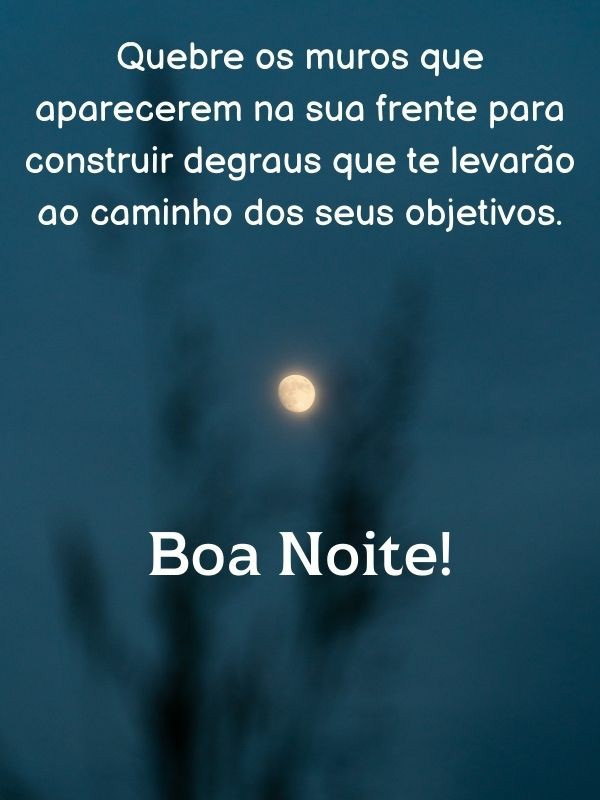 Quebre os muros que
aparecerem na sua frente para
construir degraus que te levarão
ao caminho dos seus objetivos.
Boa Noite!